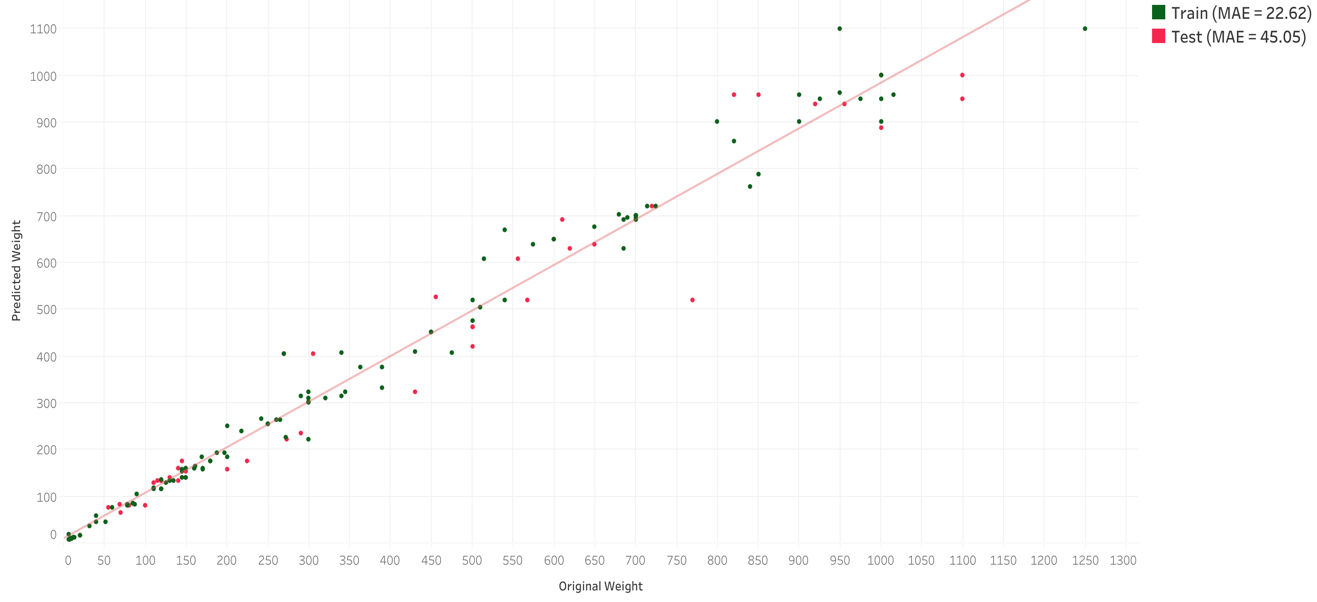 Train (MAE = 22.62)
Test (MAE = 45.05)
1100
1000
900
800
700
600
500
400
300
200
100
0
Predicted Weight
0 50 100 150 200 250 300 350 400 450 500 550 600 650 700 750 800 850 900 950 1000 1050 1100 1100 1200 1250 1300
Original Weight